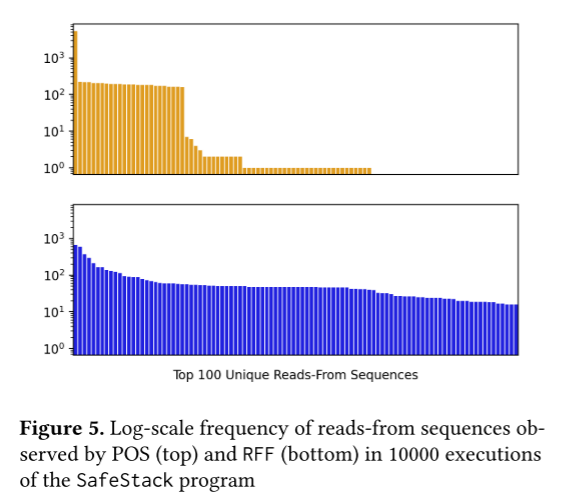 10³
10²
10¹
10⁰
10³
10²
10¹
10⁰
Top 100 Unique Reads-From Sequences
Figure 5. Log-scale frequency of reads-from sequences ob-
served by POS (top) and RFF (bottom) in 10000 executions
of the SafeStack program